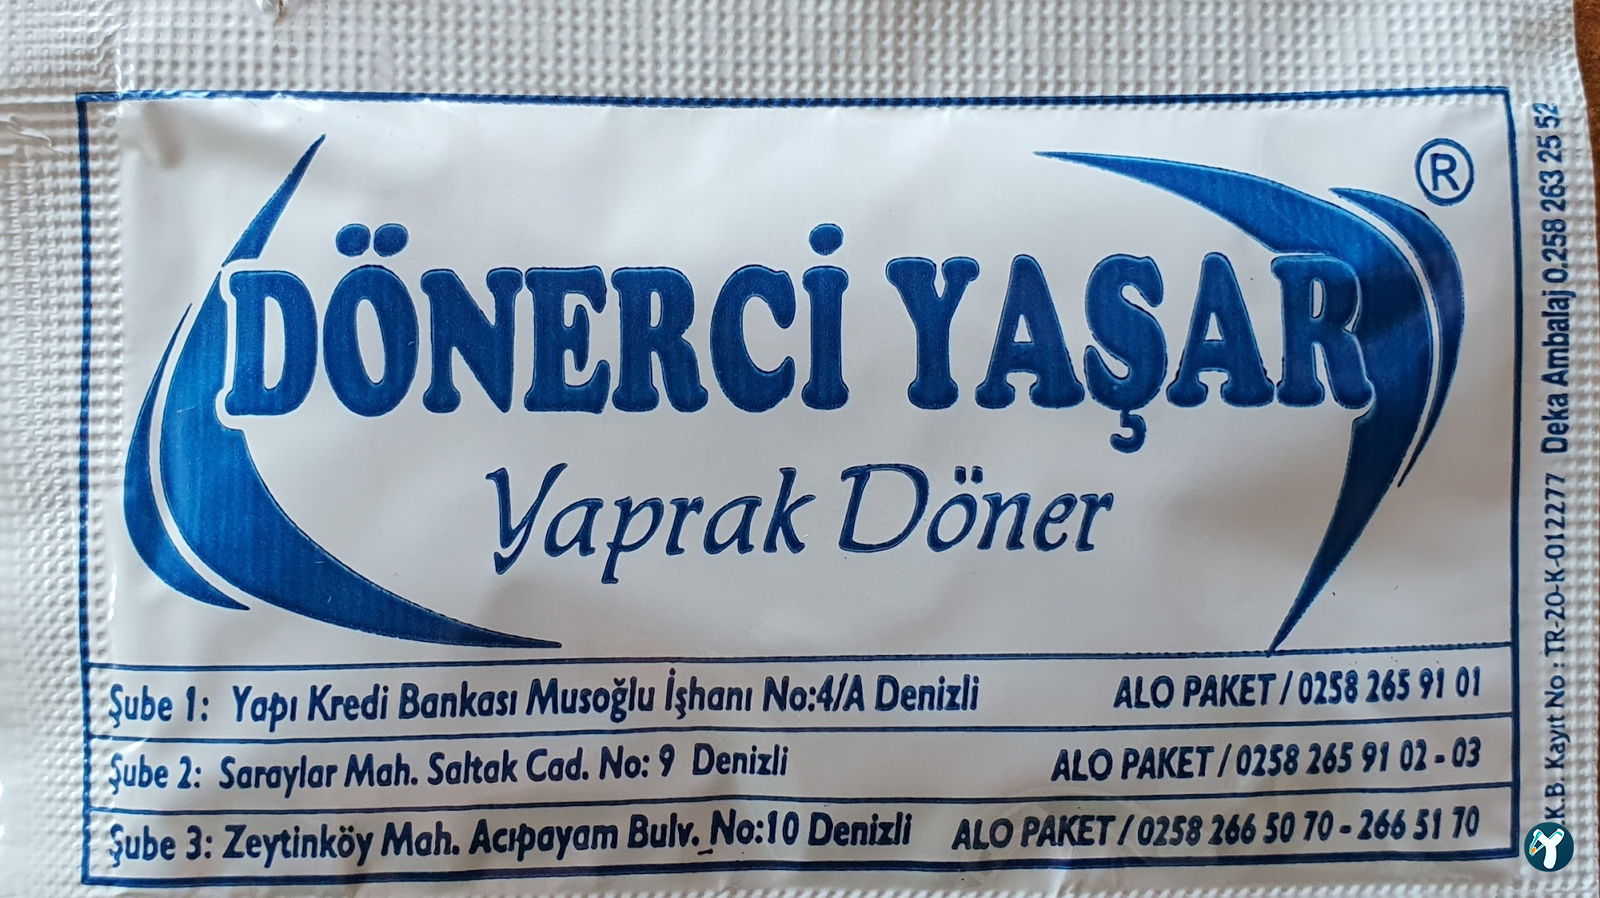 DÖNERCİ YAŞAR ®
Yaprak Döner
Şube 1: Yapı Kredi Bankası Musoğlu İşhanı No:4/A Denizli ALO PAKET / 0258 265 91 01
Şube 2: Saraylar Mah. Saltak Cad. No: 9 Denizli ALO PAKET / 0258 265 91 02 - 03
Şube 3: Zeytinköy Mah. Acıpayam Bulv. No:10 Denizli ALO PAKET / 0258 266 50 70 - 266 51 70
K.B. Kayıt No : TR-20-K-012277 Deka Ambalaj 0.258 263 25 52